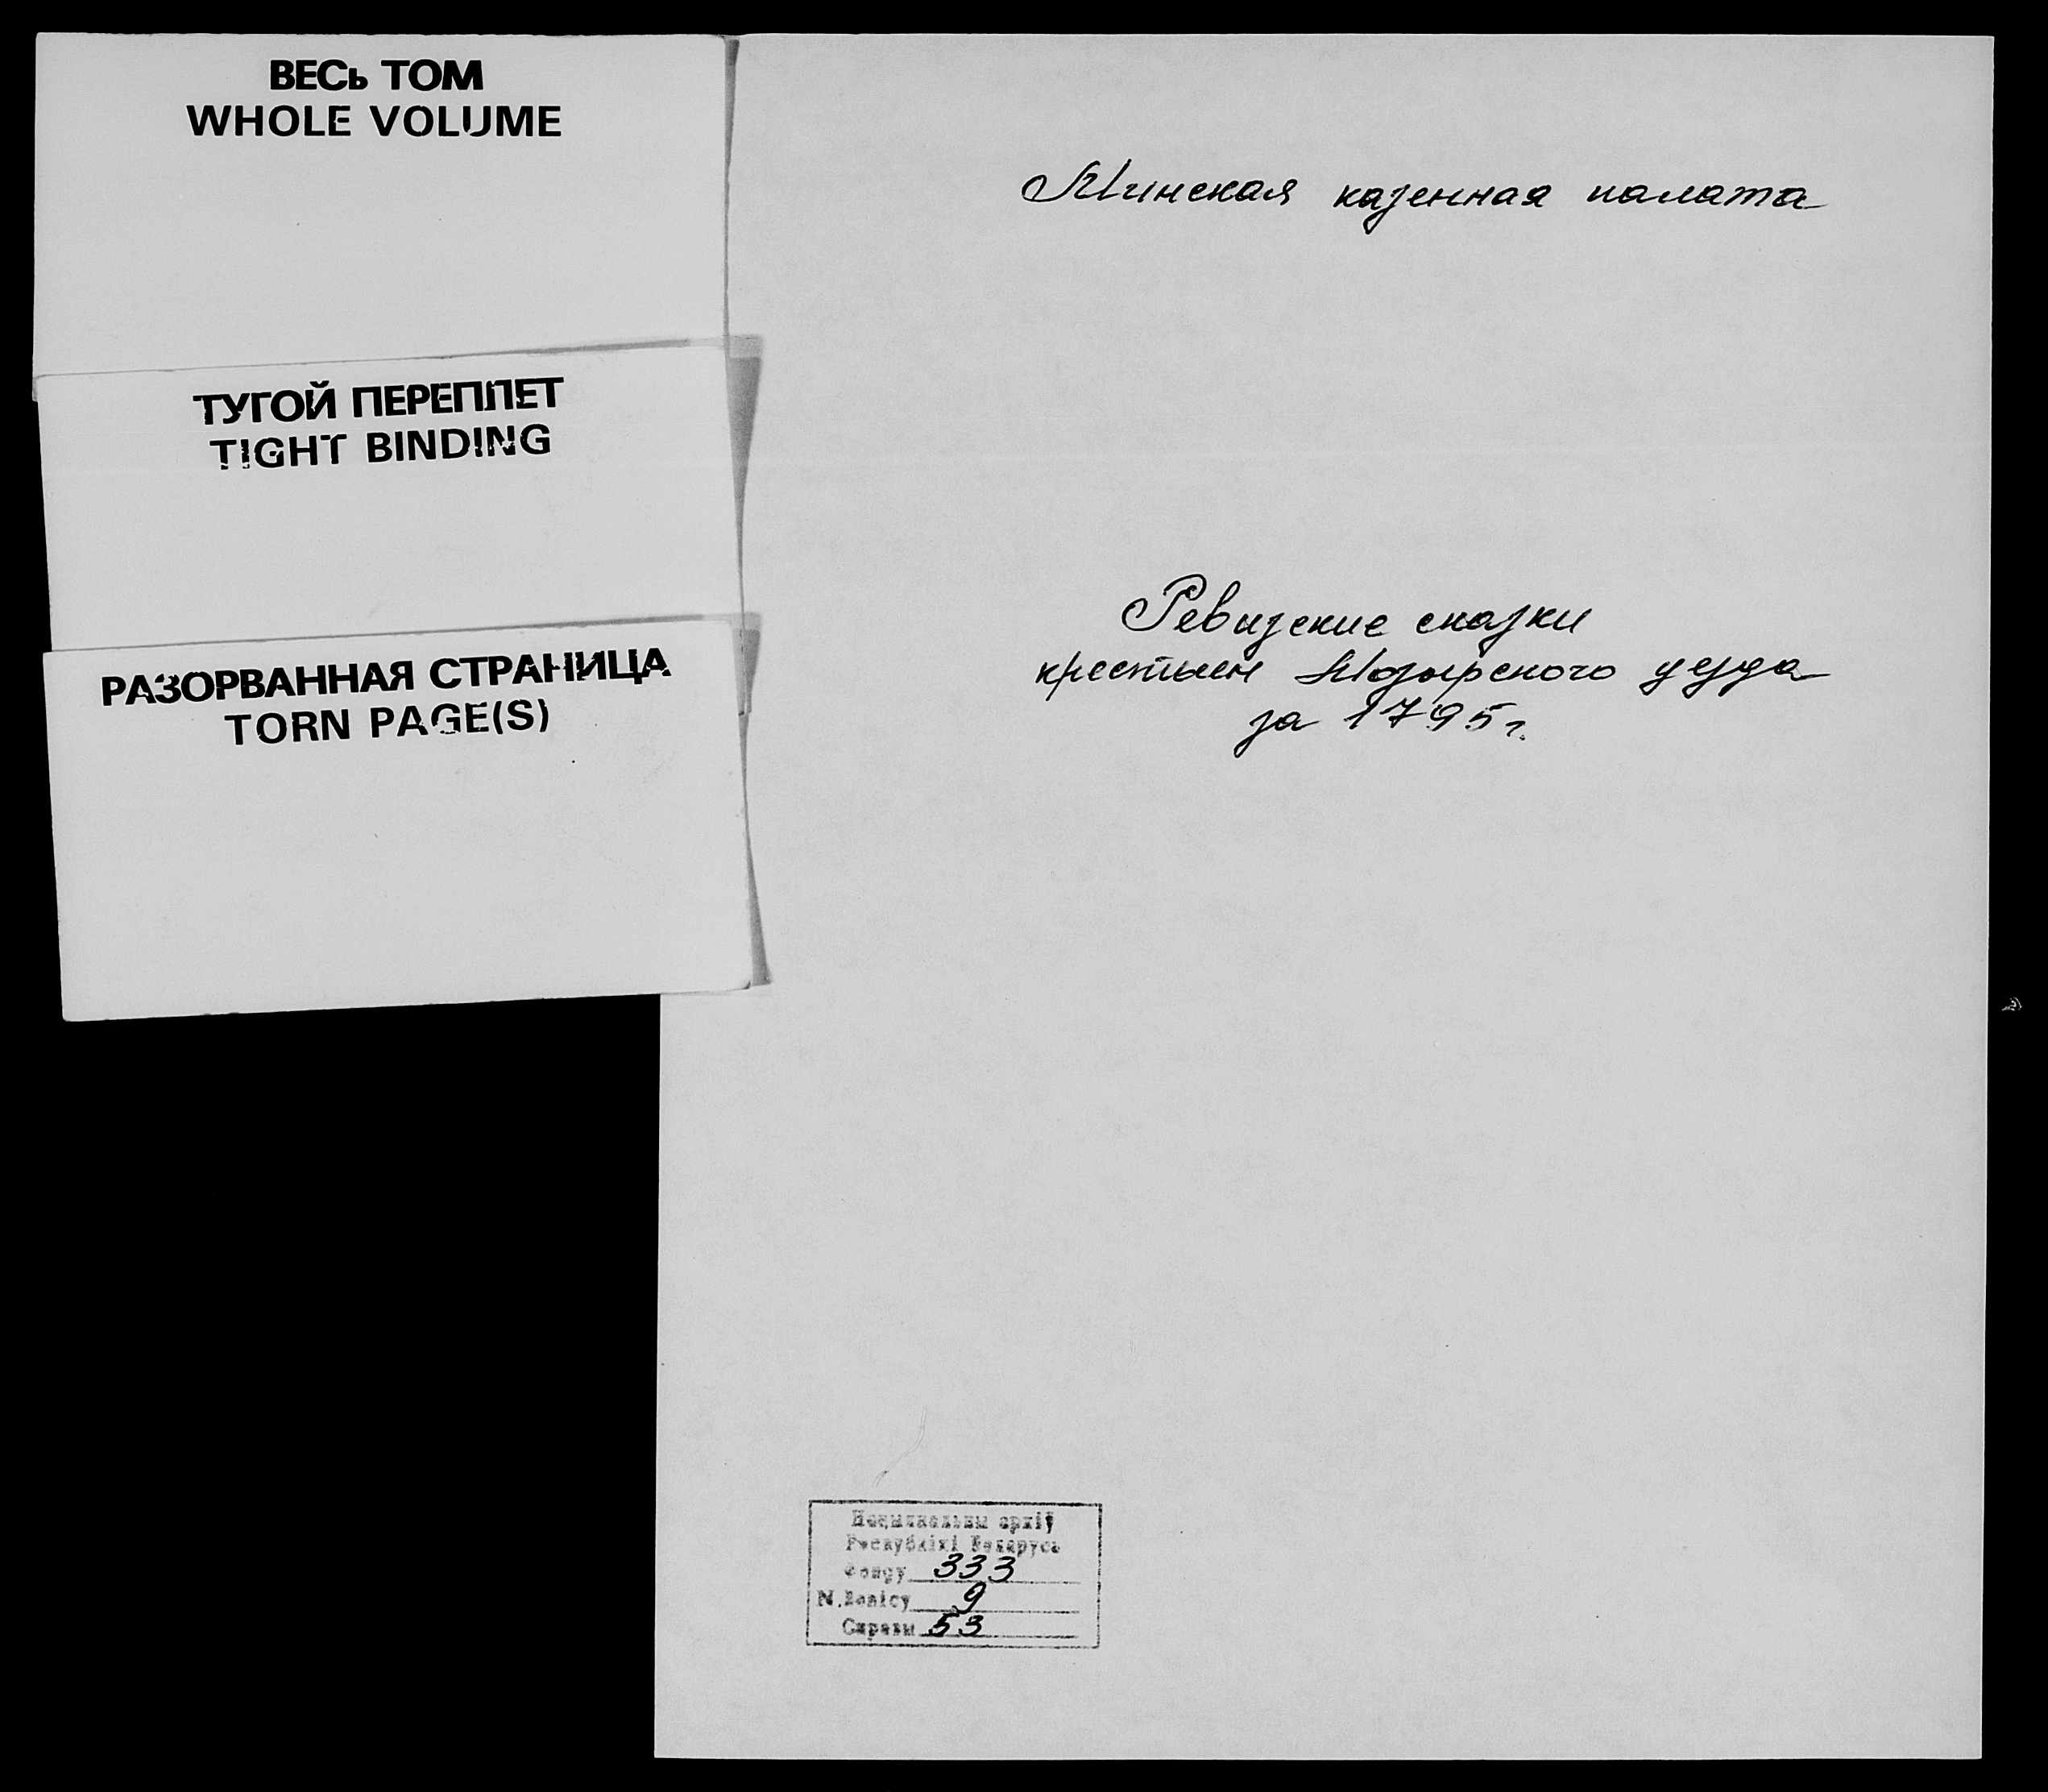 ВЕСЬ ТОМ
WHOLE VOLUME
ТУГОЙ ПЕРЕПЛЕТ
TIGHT BINDING
РАЗОРВАННАЯ СТРАНИЦА
TORN PAGE(S)
Минская казенная палата
Ревизские сказки
крестьян Мозырского уезда
за 1795 г.
Нацыянальны архіў
Рэспублікі Беларусь
Фонду 333
N. Вопісу 9
Справы 53